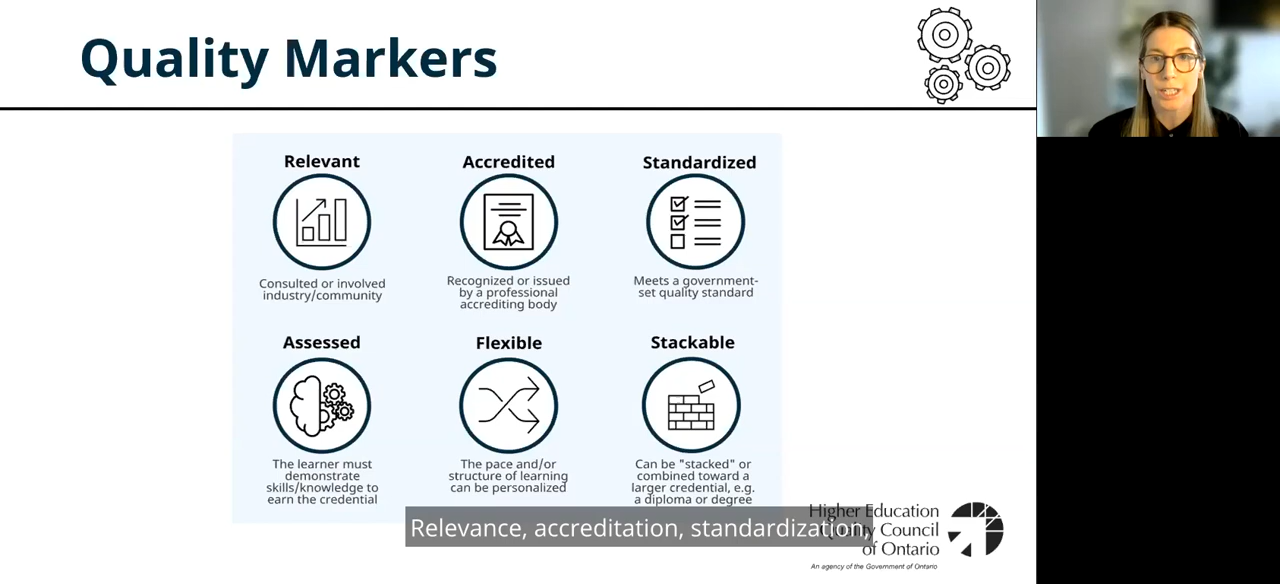 Quality Markers
Relevant
Accredited
Standardized
Consulted or involved
industry/community
Recognized or issued
by a professional
accrediting body
Meets a government-
set quality standard
Assessed
Flexible
Stackable
The learner must
demonstrate
skills/knowledge to
earn the credential
The pace and/or
structure of learning
can be personalized
Can be "stacked" or
combined toward a
larger credential, e.g.
a diploma or degree
Higher Education
Quality Council
of Ontario
An agency of the Government of Ontario
Relevance, accreditation, standardization,